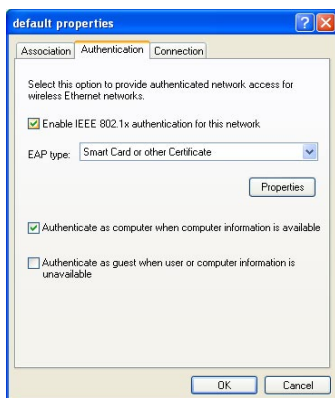 default properties
Association Authentication Connection
Select this option to provide authenticated network access for
wireless Ethernet networks.
Enable IEEE 802.1x authentication for this network
EAP type: Smart Card or other Certificate
Properties
Authenticate as computer when computer information is available
Authenticate as guest when user or computer information is
unavailable
OK Cancel